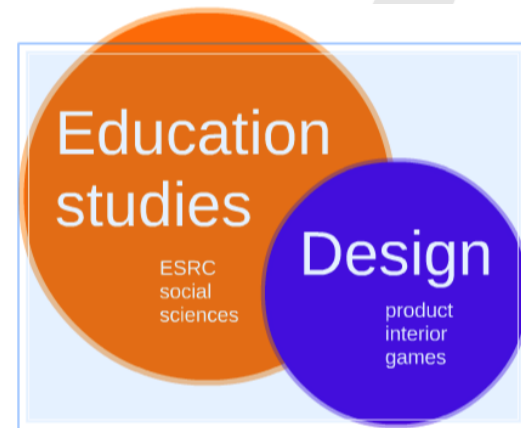 Education
studies
ESRC
social
sciences
Design
product
interior
games